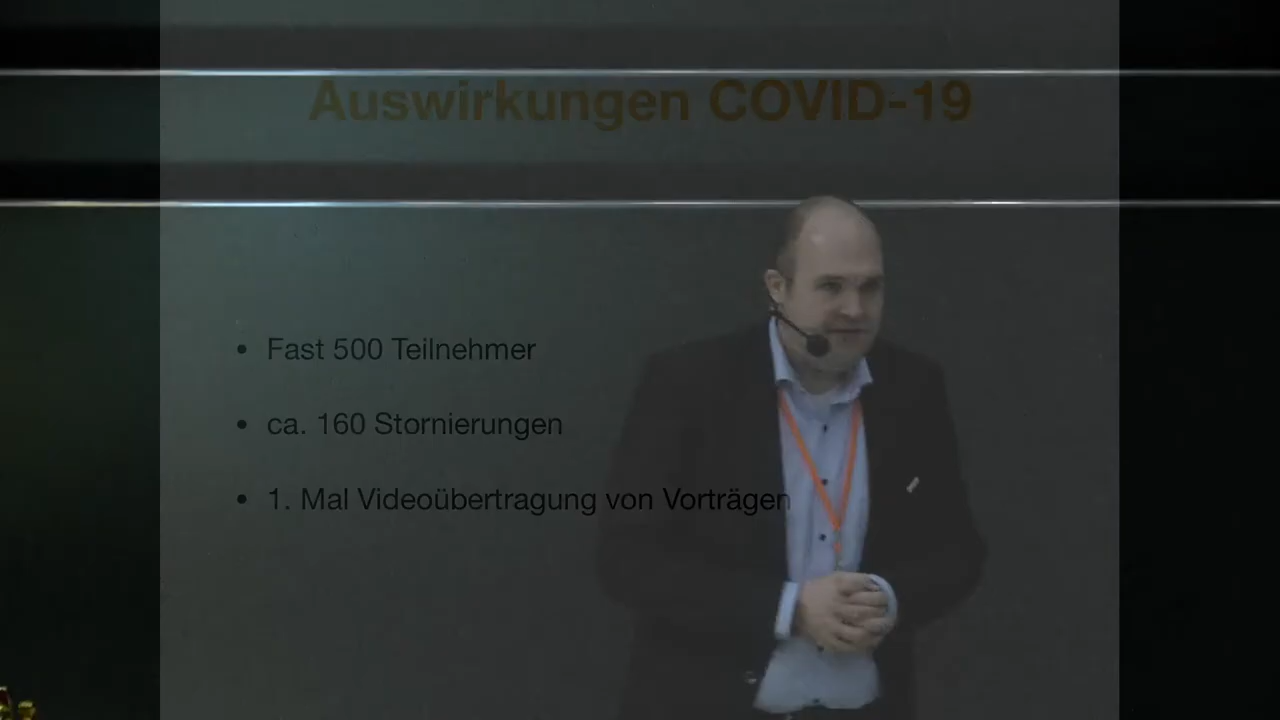 Auswirkungen COVID-19
• Fast 500 Teilnehmer
• ca. 160 Stornierungen
• 1. Mal Videoübertragung von Vorträgen